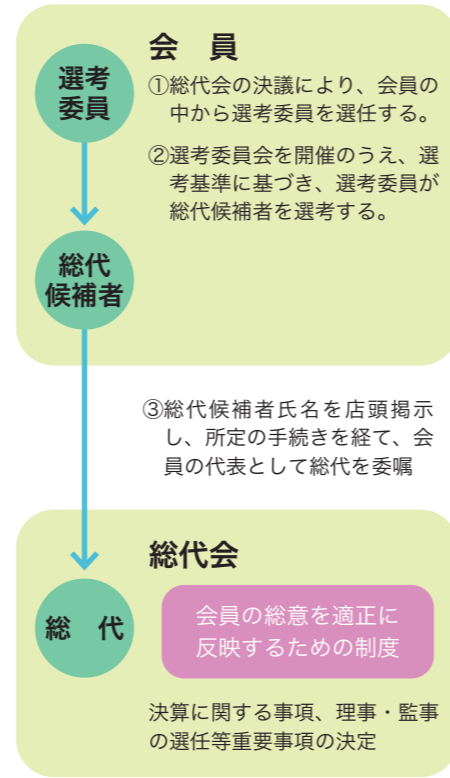 会　員
選考
委員
①総代会の決議により、会員の
中から選考委員を選任する。
②選考委員会を開催のうえ、選
考基準に基づき、選考委員が
総代候補者を選考する。
総代
候補者
③総代候補者氏名を店頭掲示
し、所定の手続きを経て、会
員の代表として総代を委嘱
総代会
総　代
会員の総意を適正に
反映するための制度
決算に関する事項、理事・監事
の選任等重要事項の決定